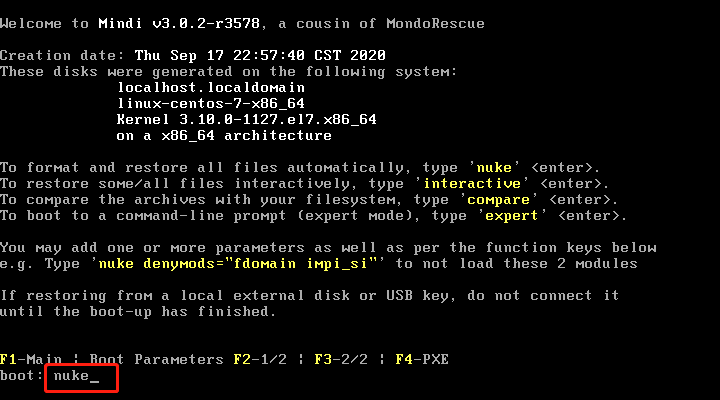 Welcome to Mindi v3.0.2-r3578, a cousin of MondoRescue
Creation date: Thu Sep 17 22:57:40 CST 2020
These disks were generated on the following system:
localhost.localdomain
linux-centos-7-x86_64
Kernel 3.10.0-1127.el7.x86_64
on a x86_64 architecture
To format and restore all files automatically, type 'nuke' <enter>.
To restore some/all files interactively, type 'interactive' <enter>.
To compare the archives with your filesystem, type 'compare' <enter>.
To boot to a command-line prompt (expert mode), type 'expert' <enter>.
You may add one or more parameters as well as per the function keys below
e.g. Type 'nuke denymods="fdomain impi_si"' to not load these 2 modules
If restoring from a local external disk or USB key, do not connect it
until the boot-up has finished.
F1-Main ¦ Boot Parameters F2-1/2 ¦ F3-2/2 ¦ F4-PXE
boot: nuke_